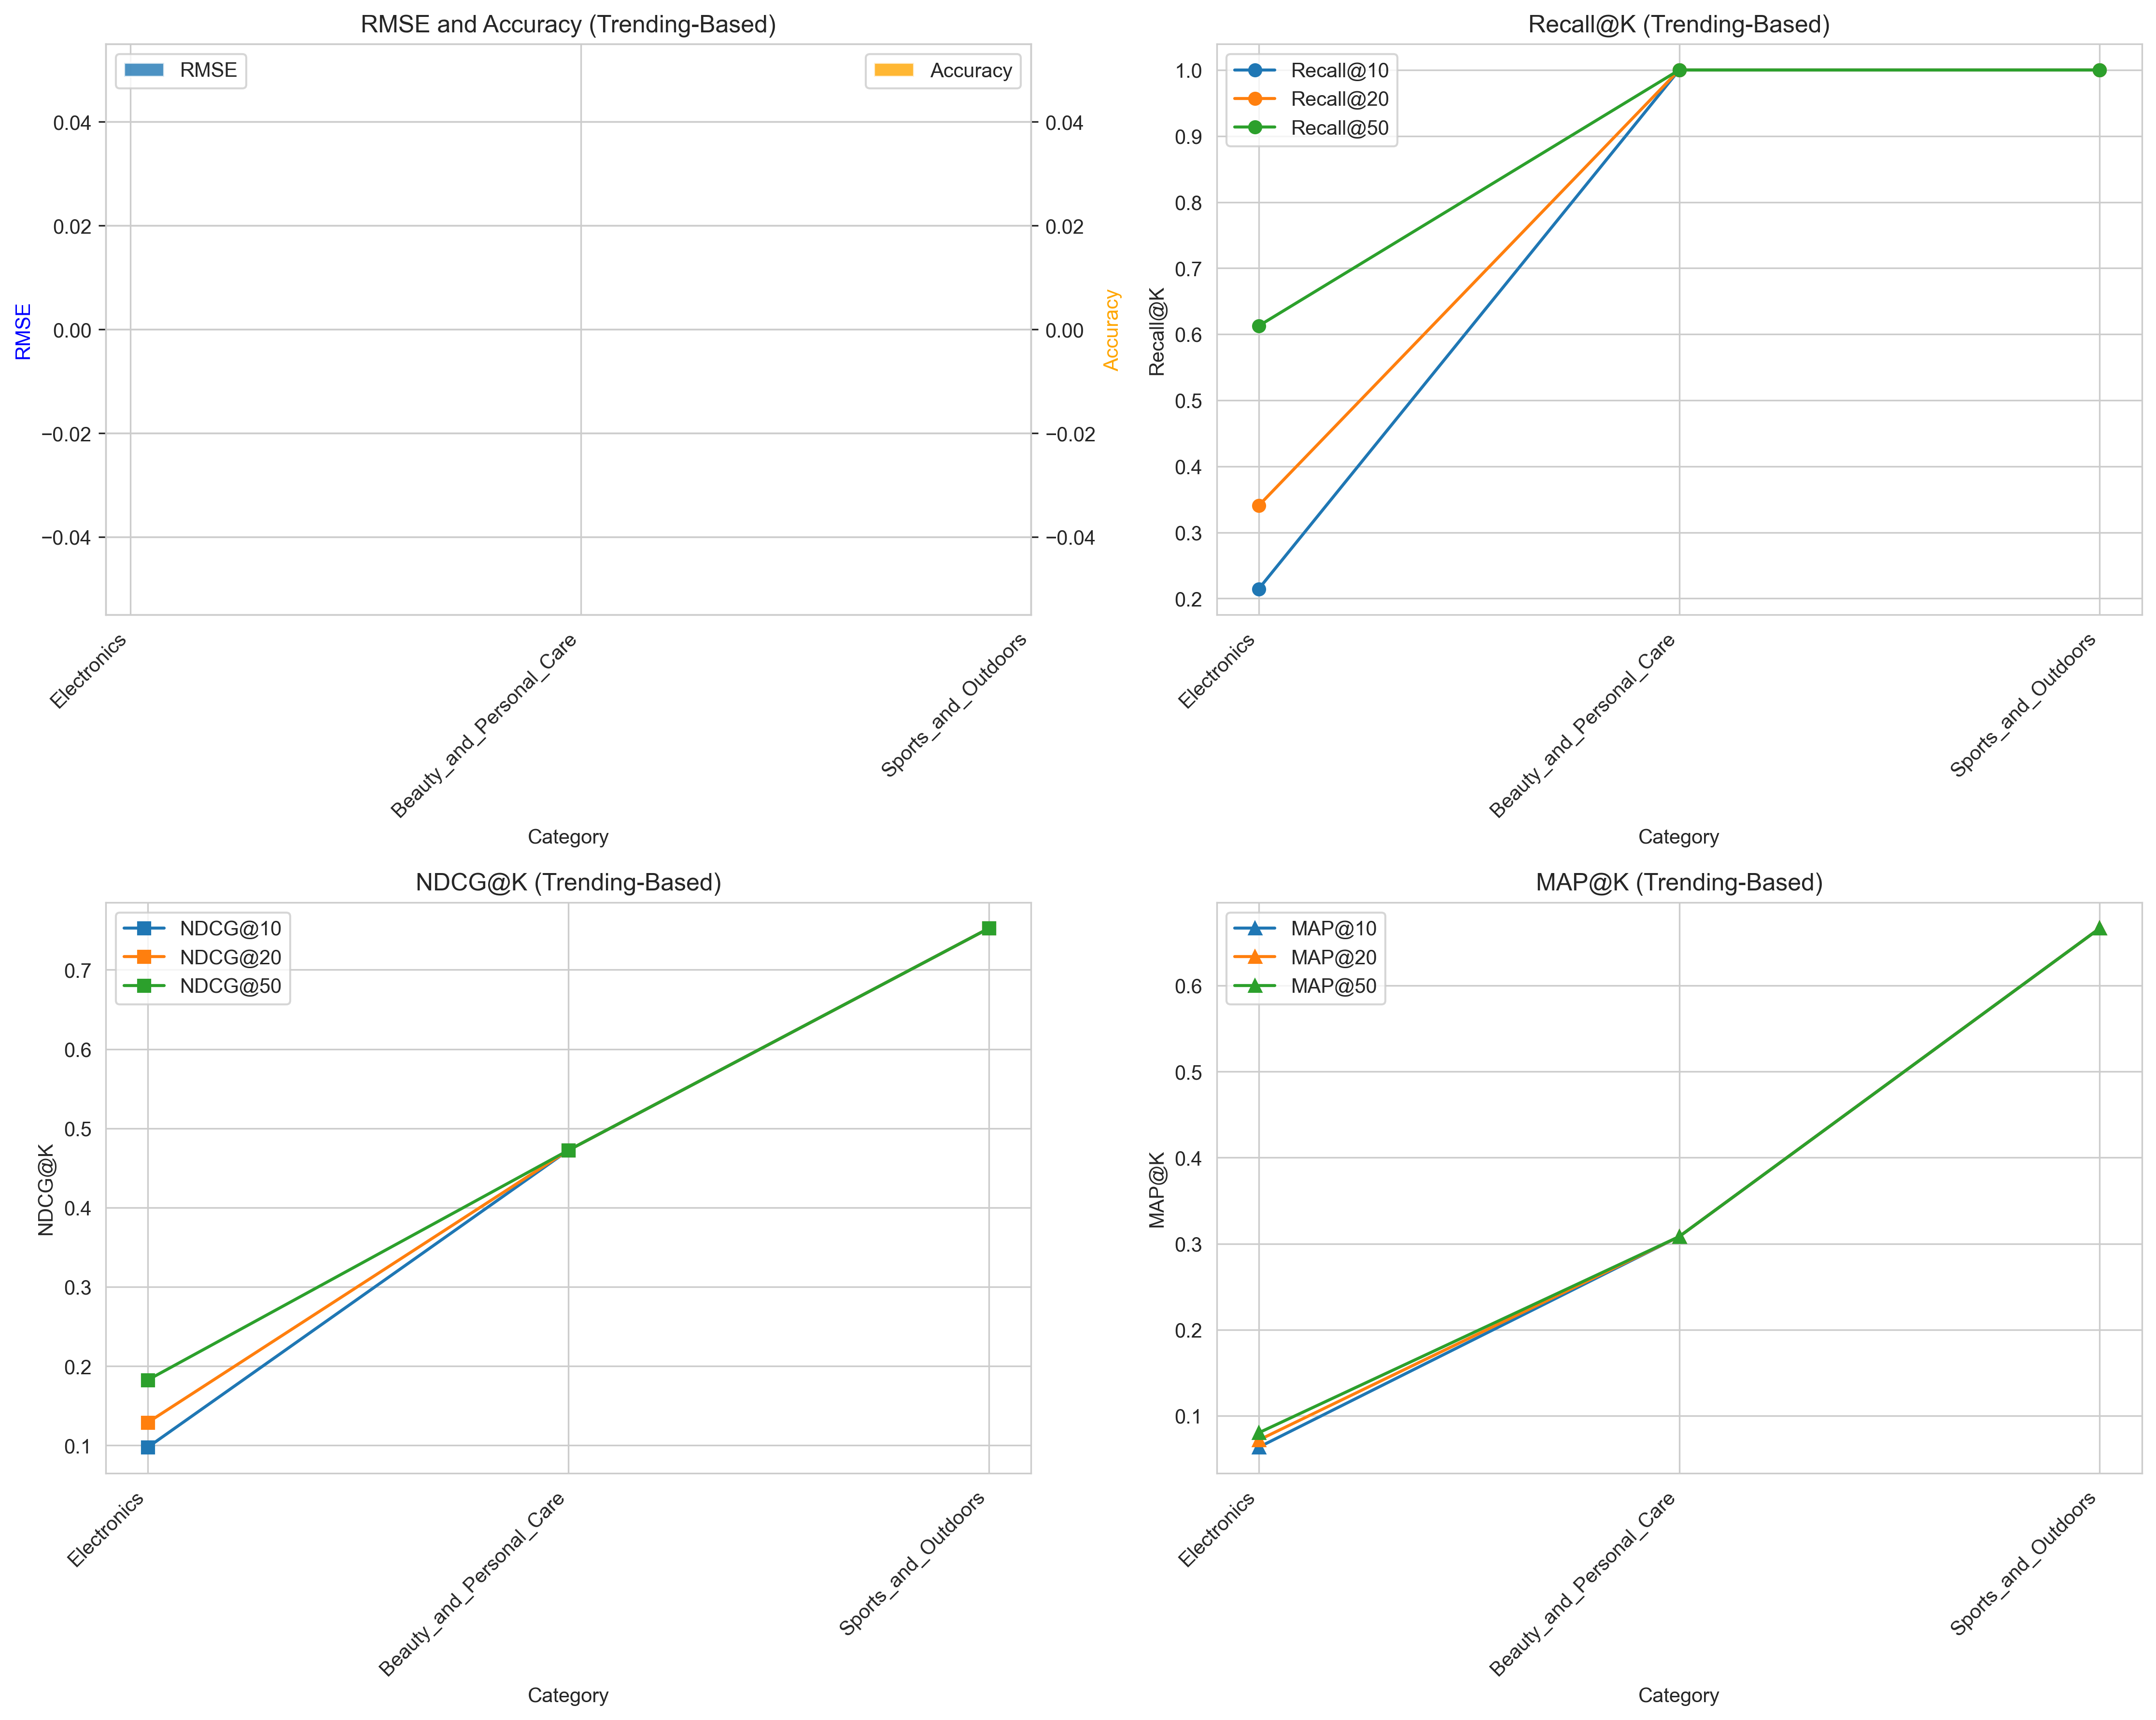 RMSE and Accuracy (Trending-Based)
RMSE
Accuracy
0.04
0.02
0.00
−0.02
−0.04
0.04
0.02
0.00
−0.02
−0.04
RMSE
Accuracy
Electronics
Beauty_and_Personal_Care
Sports_and_Outdoors
Category
Recall@K (Trending-Based)
Recall@10
Recall@20
Recall@50
1.0
0.9
0.8
0.7
0.6
0.5
0.4
0.3
0.2
Recall@K
Electronics
Beauty_and_Personal_Care
Sports_and_Outdoors
Category
NDCG@K (Trending-Based)
NDCG@10
NDCG@20
NDCG@50
0.7
0.6
0.5
0.4
0.3
0.2
0.1
NDCG@K
Electronics
Beauty_and_Personal_Care
Sports_and_Outdoors
Category
MAP@K (Trending-Based)
MAP@10
MAP@20
MAP@50
0.6
0.5
0.4
0.3
0.2
0.1
MAP@K
Electronics
Beauty_and_Personal_Care
Sports_and_Outdoors
Category